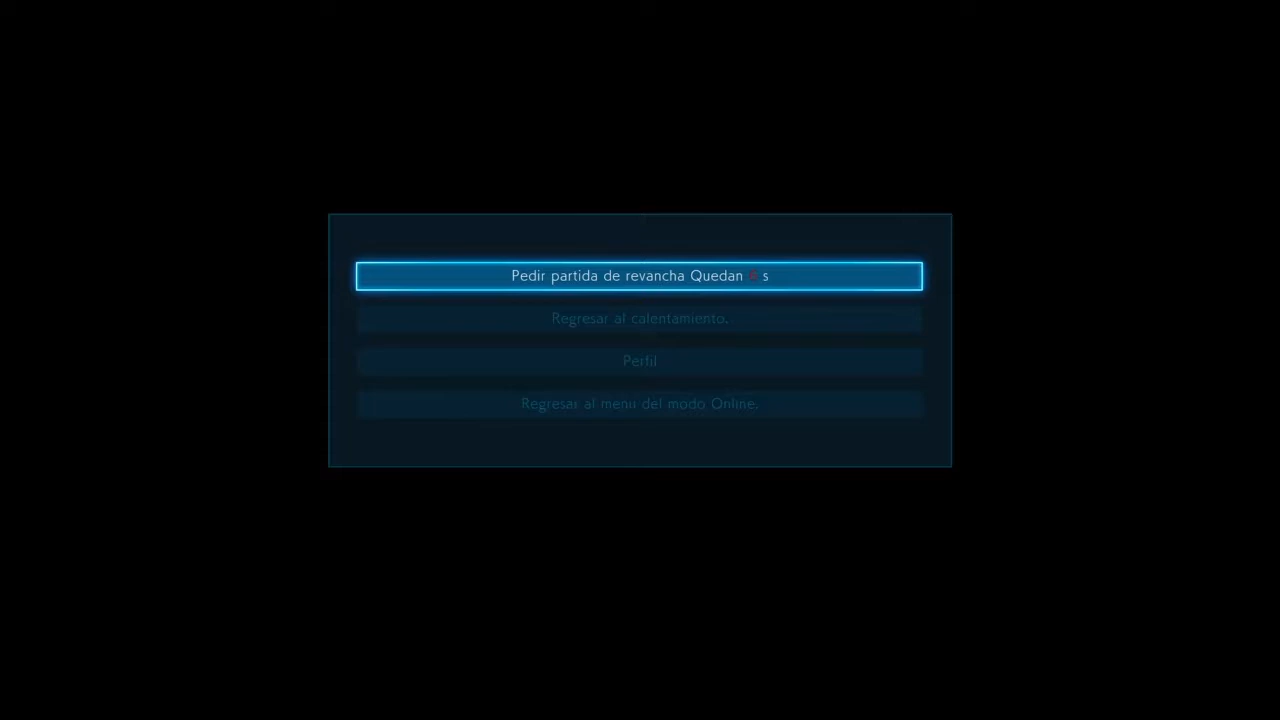 Pedir partida de revancha Quedan s
Regresar al calentamiento.
Perfil
Regresar al menú del modo Online.